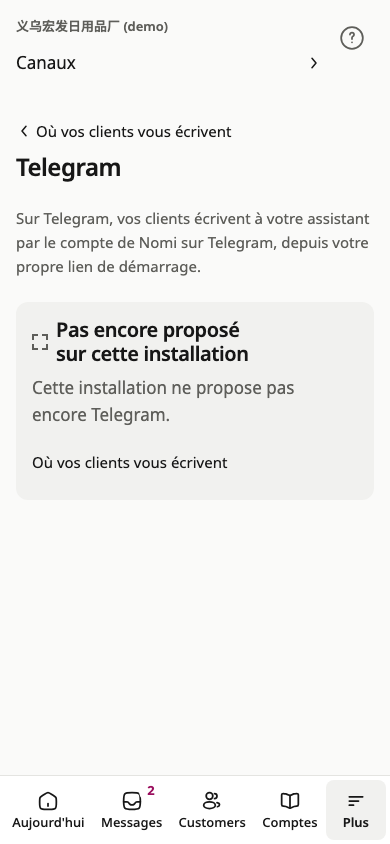 义乌宏发日用品厂 (demo)
Canaux
Où vos clients vous écrivent
Telegram
Sur Telegram, vos clients écrivent à votre assistant
par le compte de Nomi sur Telegram, depuis votre
propre lien de démarrage.
Pas encore proposé
sur cette installation
Cette installation ne propose pas
encore Telegram.
Où vos clients vous écrivent
2
Aujourd'hui
Messages
Customers
Comptes
Plus